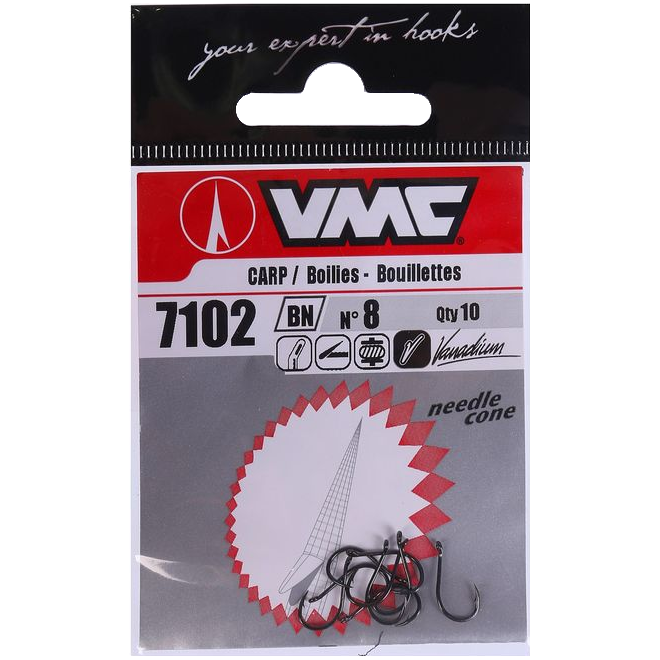 your expert in hooks
VMC®
CARP / Boilies - Bouillettes
7102 BN N° 8 Qty 10
Vanadium
needle
cone